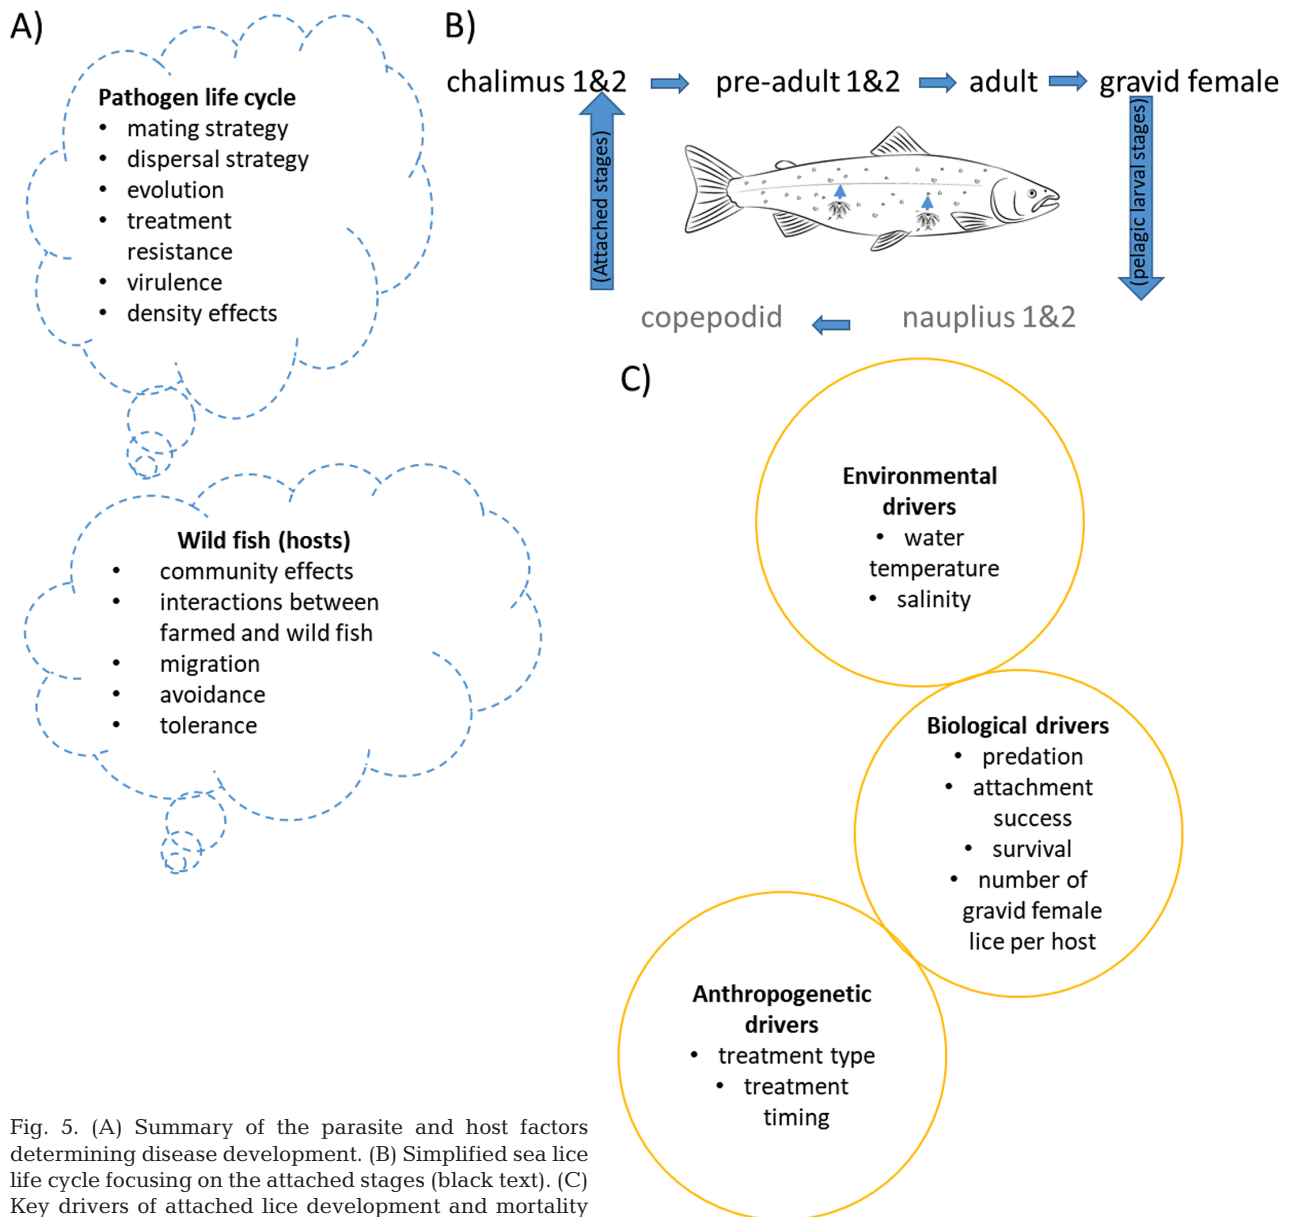 A)
Pathogen life cycle
• mating strategy
• dispersal strategy
• evolution
• treatment
resistance
• virulence
• density effects
Wild fish (hosts)
• community effects
• interactions between
farmed and wild fish
• migration
• avoidance
• tolerance
B)
chalimus 1&2
pre-adult 1&2
adult
gravid female
(Attached stages)
(pelagic larval stages)
copepodid
nauplius 1&2
C)
Environmental
drivers
• water
temperature
• salinity
Biological drivers
• predation
• attachment
success
• survival
• number of
gravid female
lice per host
Anthropogenetic
drivers
• treatment type
• treatment
timing
Fig. 5. (A) Summary of the parasite and host factors
determining disease development. (B) Simplified sea lice
life cycle focusing on the attached stages (black text). (C)
Key drivers of attached lice development and mortality